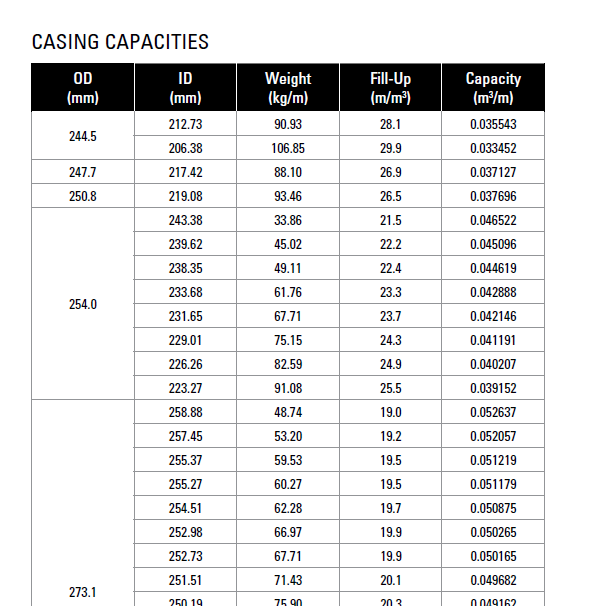 CASING CAPACITIES
OD ID Weight Fill-Up Capacity
(mm) (mm) (kg/m) (m/m³) (m³/m)
244.5 212.73 90.93 28.1 0.035543
206.38 106.85 29.9 0.033452
247.7 217.42 88.10 26.9 0.037127
250.8 219.08 93.46 26.5 0.037696
254.0 243.38 33.86 21.5 0.046522
239.62 45.02 22.2 0.045096
238.35 49.11 22.4 0.044619
233.68 61.76 23.3 0.042888
231.65 67.71 23.7 0.042146
229.01 75.15 24.3 0.041191
226.26 82.59 24.9 0.040207
223.27 91.08 25.5 0.039152
273.1 258.88 48.74 19.0 0.052637
257.45 53.20 19.2 0.052057
255.37 59.53 19.5 0.051219
255.27 60.27 19.5 0.051179
254.51 62.28 19.7 0.050875
252.98 66.97 19.9 0.050265
252.73 67.71 19.9 0.050165
251.51 71.43 20.1 0.049682
250.19 75.90 20.3 0.049162